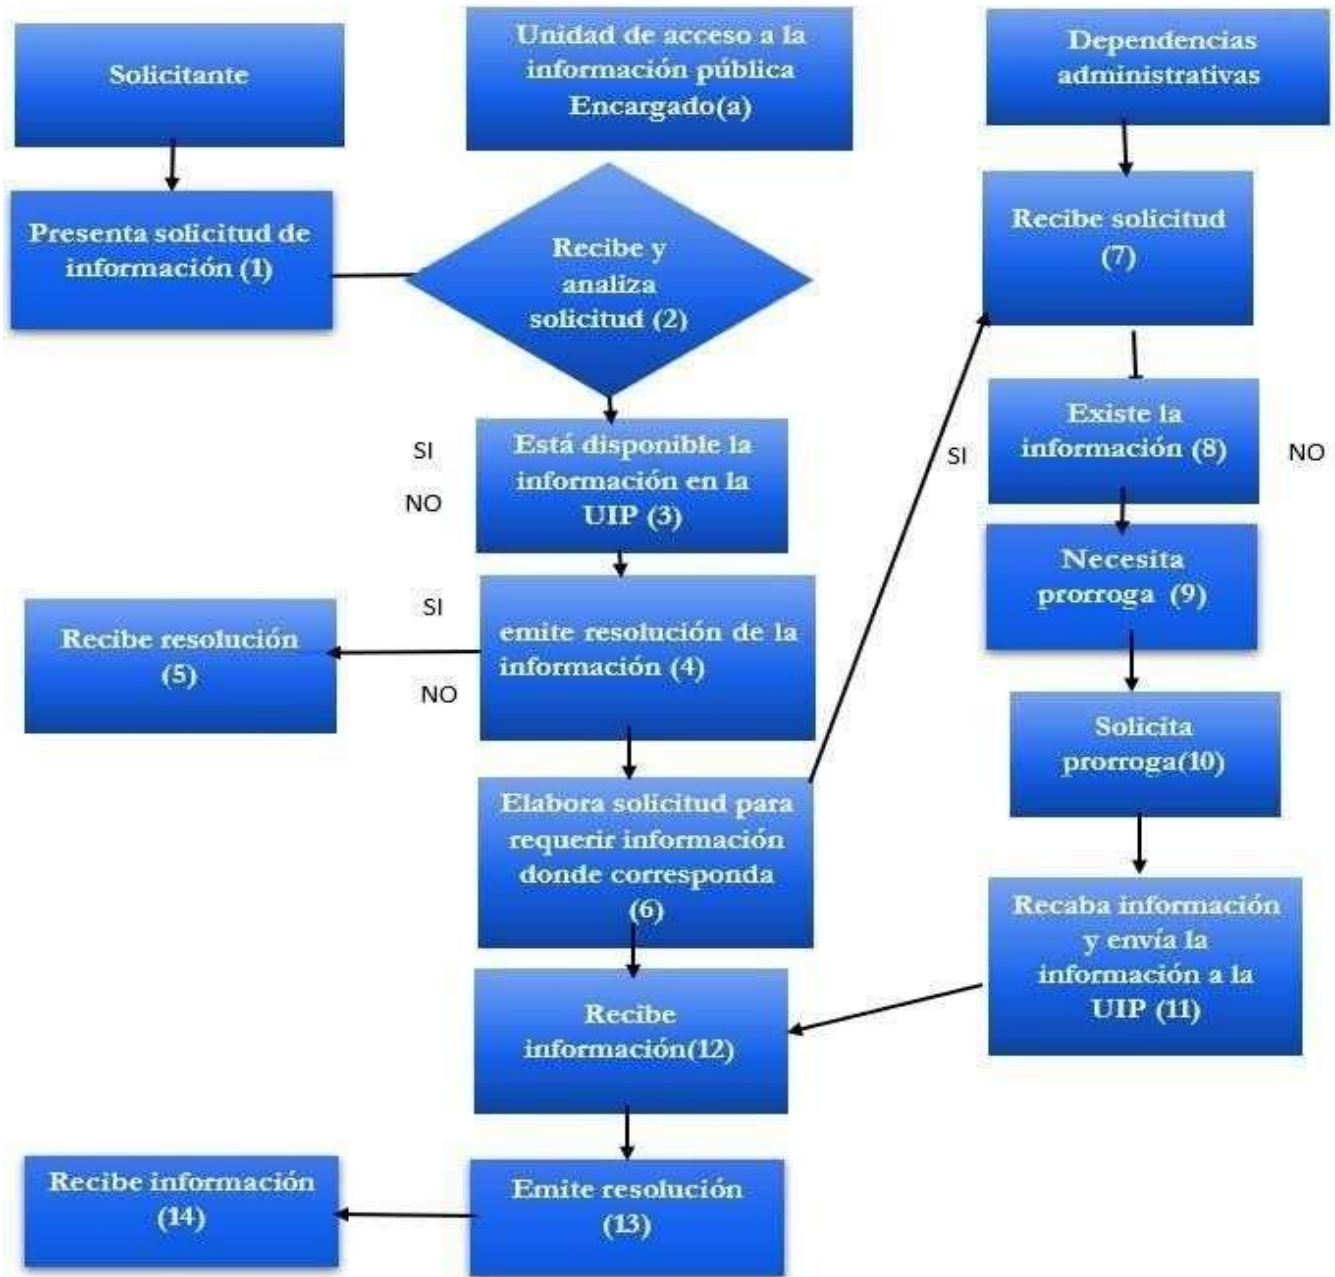 Solicitante
Unidad de acceso a la
información pública
Encargado(a)
Dependencias
administrativas
Presenta solicitud de
información (1)
Recibe y
analiza
solicitud (2)
Recibe solicitud
(7)
SI
NO
Está disponible la
información en la
UIP (3)
SI
Existe la
información (8)
NO
Necesita
prorroga (9)
Recibe resolución
(5)
SI
NO
emite resolución de la
información (4)
Solicita
prorroga(10)
Elabora solicitud para
requerir información
donde corresponda
(6)
Recaba información
y envía la
información a la
UIP (11)
Recibe
información(12)
Recibe información
(14)
Emite resolución
(13)